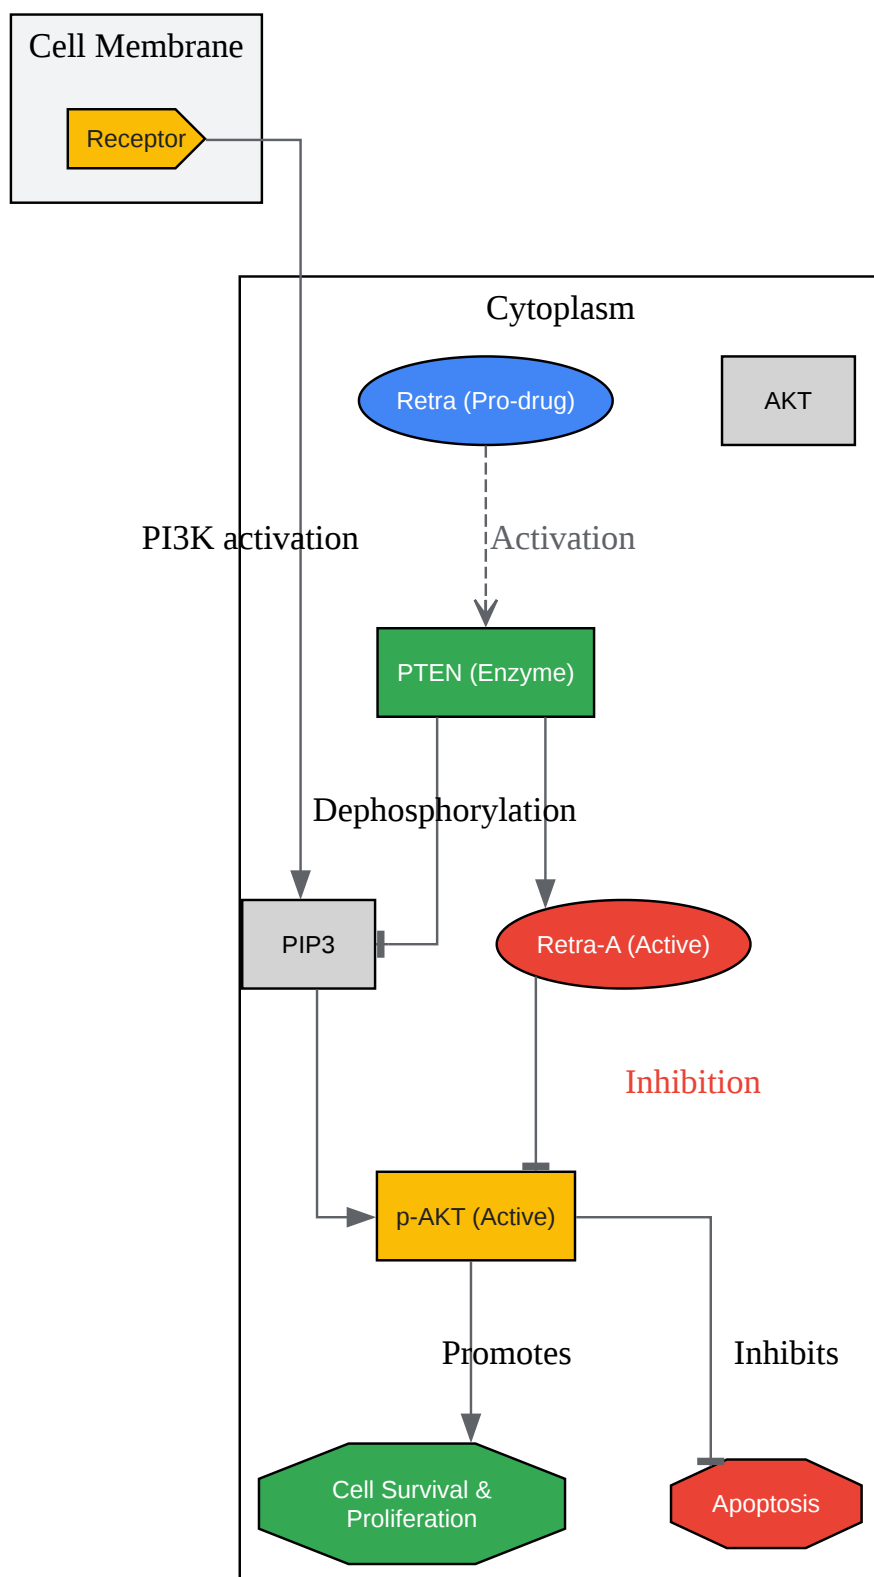 Cell Membrane
Receptor
Cytoplasm
Retra (Pro-drug)
AKT
PI3K activation
Activation
PTEN (Enzyme)
Dephosphorylation
PIP3
Retra-A (Active)
Inhibition
p-AKT (Active)
Promotes
Inhibits
Cell Survival &
Proliferation
Apoptosis